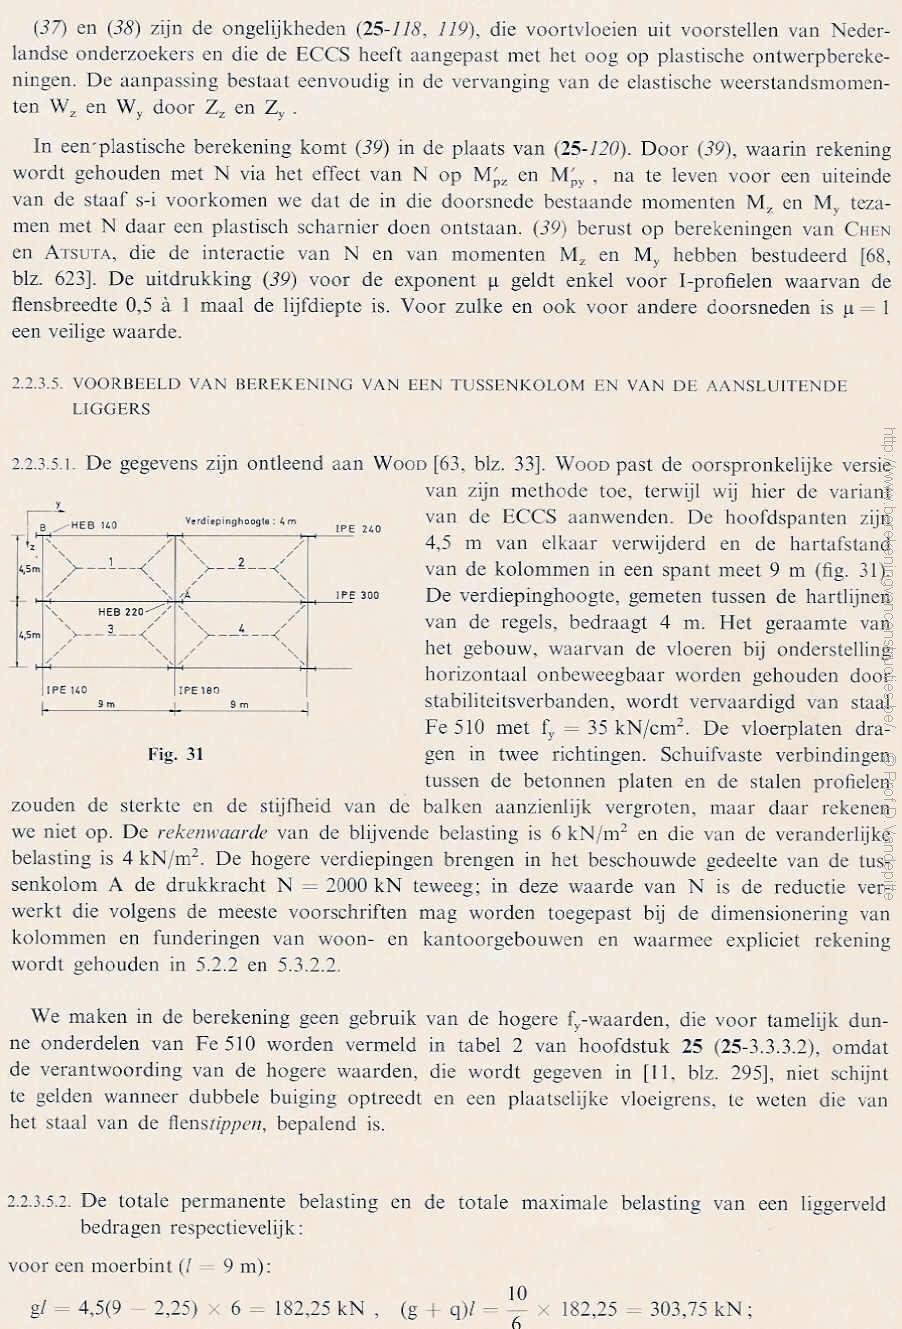 (37) en (38) zijn de ongelijkheden (25-118, 119), die voortvloeien uit voorstellen van Neder-
landse onderzoekers en die de ECCS heeft aangepast met het oog op plastische ontwerpbereke-
ningen. De aanpassing bestaat eenvoudig in de vervanging van de elastische weerstandsmomen-
ten W_z en W_y door Z_z en Z_y .
In een plastische berekening komt (39) in de plaats van (25-120). Door (39), waarin rekening
wordt gehouden met N via het effect van N op M′_pz en M′_py , na te leven voor een uiteinde
van de staaf s-i voorkomen we dat de in die doorsnede bestaande momenten M_z en M_y teza-
men met N daar een plastisch scharnier doen ontstaan. (39) berust op berekeningen van CHEN
en ATSUTA, die de interactie van N en van momenten M_z en M_y hebben bestudeerd [68,
blz. 623]. De uitdrukking (39) voor de exponent μ geldt enkel voor I-profielen waarvan de
flensbreedte 0,5 à 1 maal de lijfdiepte is. Voor zulke en ook voor andere doorsneden is μ = 1
een veilige waarde.
2.2.3.5. VOORBEELD VAN BEREKENING VAN EEN TUSSENKOLOM EN VAN DE AANSLUITENDE
LIGGERS
2.2.3.5.1. De gegevens zijn ontleend aan WOOD [63, blz. 33]. WOOD past de oorspronkelijke versie
van zijn methode toe, terwijl wij hier de variant
van de ECCS aanwenden. De hoofdspanten zijn
4,5 m van elkaar verwijderd en de hartafstand
van de kolommen in een spant meet 9 m (fig. 31).
De verdiepinghoogte, gemeten tussen de hartlijnen
van de regels, bedraagt 4 m. Het geraamte van
het gebouw, waarvan de vloeren bij onderstelling
horizontaal onbeweegbaar worden gehouden door
stabiliteitsverbanden, wordt vervaardigd van staal
Fe 510 met f_y = 35 kN/cm². De vloerplaten dra-
gen in twee richtingen. Schuifvaste verbindingen
tussen de betonnen platen en de stalen profielen
y
B HEB 140 Verdiepinghoogte : 4 m IPE 240
z
4,5m 1 2
A IPE 300
HEB 220
4,5m 3 4
IPE 140 IPE 180
9 m 9 m
Fig. 31
zouden de sterkte en de stijfheid van de balken aanzienlijk vergroten, maar daar rekenen
we niet op. De rekenwaarde van de blijvende belasting is 6 kN/m² en die van de veranderlijke
belasting is 4 kN/m². De hogere verdiepingen brengen in het beschouwde gedeelte van de tus-
senkolom A de drukkracht N = 2000 kN teweeg; in deze waarde van N is de reductie ver-
werkt die volgens de meeste voorschriften mag worden toegepast bij de dimensionering van
kolommen en funderingen van woon- en kantoorgebouwen en waarmee expliciet rekening
wordt gehouden in 5.2.2 en 5.3.2.2.
We maken in de berekening geen gebruik van de hogere f_y-waarden, die voor tamelijk dun-
ne onderdelen van Fe 510 worden vermeld in tabel 2 van hoofdstuk 25 (25-3.3.3.2), omdat
de verantwoording van de hogere waarden, die wordt gegeven in [11, blz. 295], niet schijnt
te gelden wanneer dubbele buiging optreedt en een plaatselijke vloeigrens, te weten die van
het staal van de flenstippen, bepalend is.
2.2.3.5.2. De totale permanente belasting en de totale maximale belasting van een liggerveld
bedragen respectievelijk:
voor een moerbint (l = 9 m):
gl = 4,5(9 − 2,25) × 6 = 182,25 kN , (g + q)l = 10/6 × 182,25 = 303,75 kN ;
http://www.berekeningvanconstructies.be/ © Prof D. Vandepitte